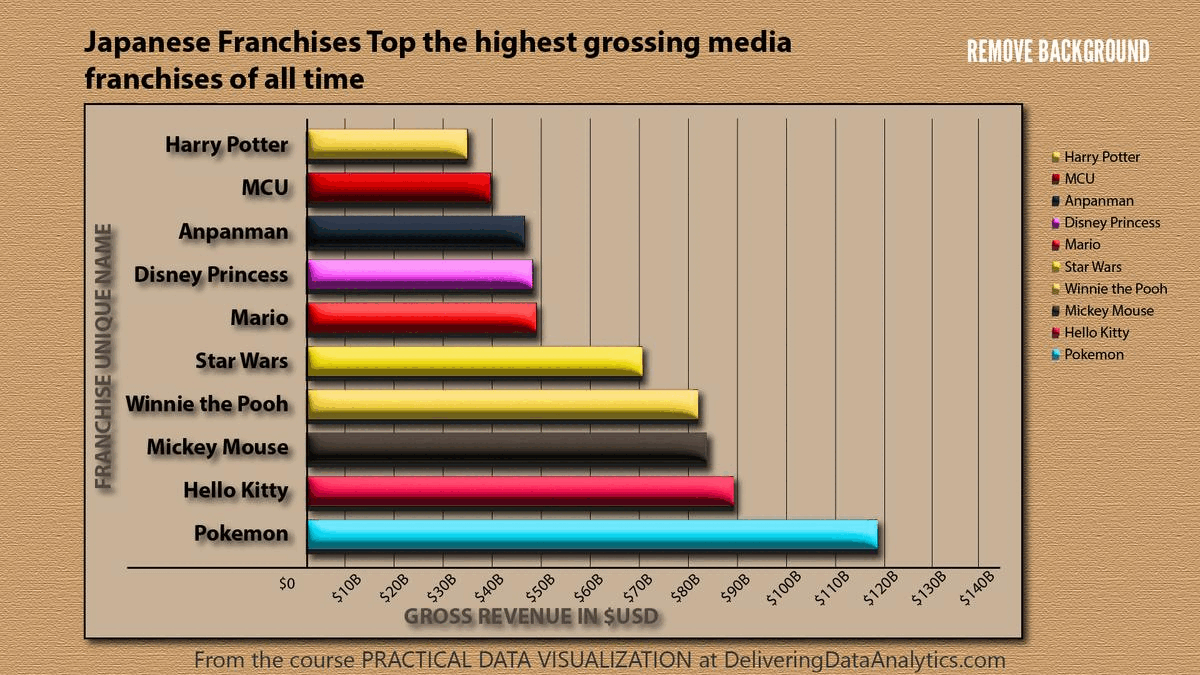 Japanese Franchises Top the highest grossing media
franchises of all time
REMOVE BACKGROUND
FRANCHISE UNIQUE NAME
Harry Potter
MCU
Anpanman
Disney Princess
Mario
Star Wars
Winnie the Pooh
Mickey Mouse
Hello Kitty
Pokemon
$0 $10B $20B $30B $40B $50B $60B $70B $80B $90B $100B $110B $120B $130B $140B
GROSS REVENUE IN $USD
Harry Potter
MCU
Anpanman
Disney Princess
Mario
Star Wars
Winnie the Pooh
Mickey Mouse
Hello Kitty
Pokemon
From the course PRACTICAL DATA VISUALIZATION at DeliveringDataAnalytics.com